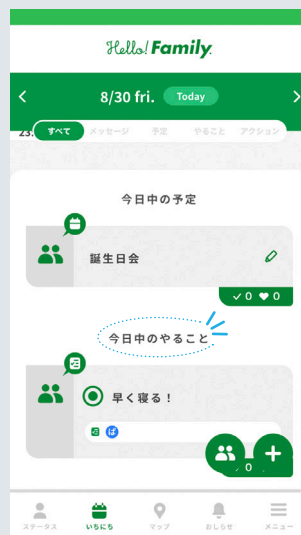 Hello! Family.
8/30 fri. Today
23:
すべて メッセージ 予定 やること アクション
今日中の予定
誕生日会
0 0
今日中のやること
早く寝る！
ば
0
ステータス いちにち マップ おしらせ メニュー